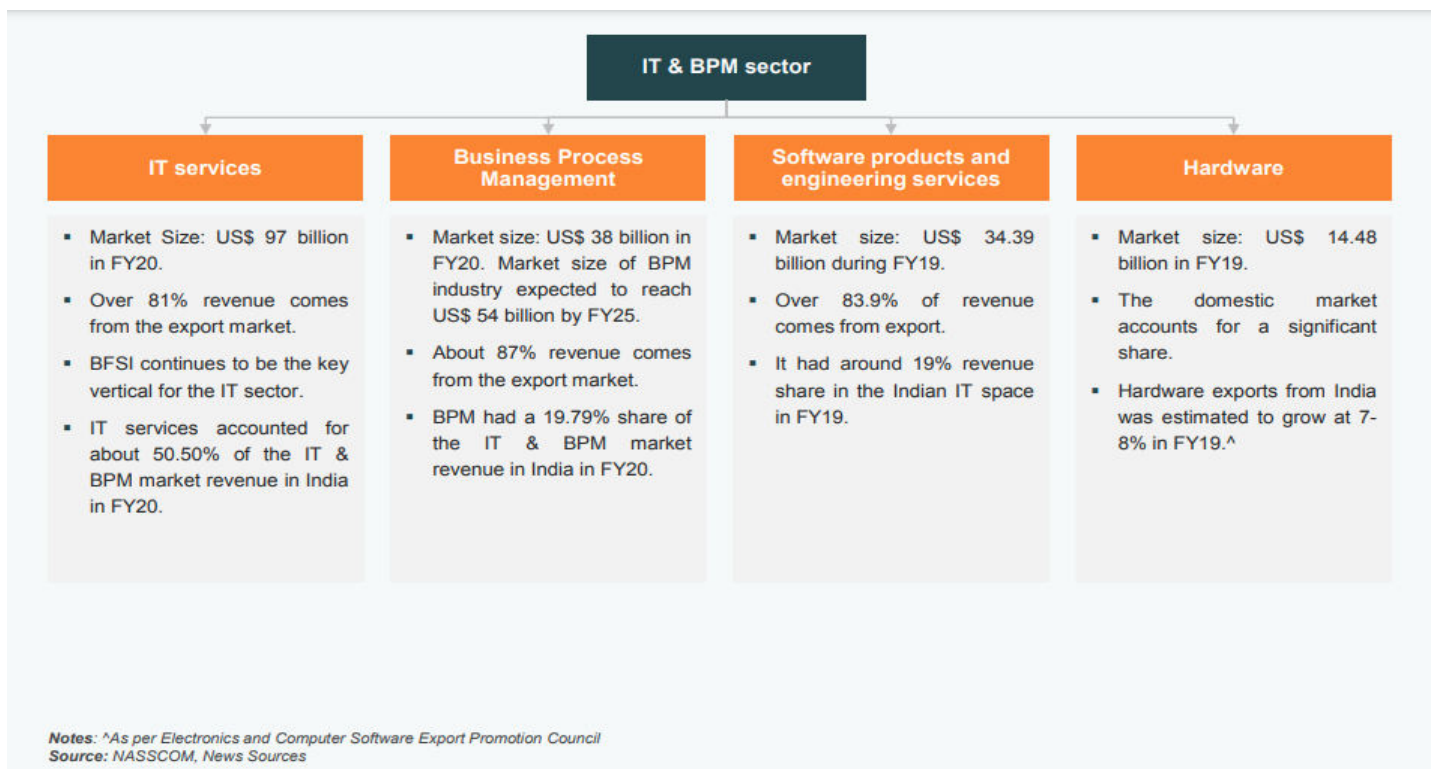 IT & BPM sector
IT services
▪ Market Size: US$ 97 billion
in FY20.
▪ Over 81% revenue comes
from the export market.
▪ BFSI continues to be the key
vertical for the IT sector.
▪ IT services accounted for
about 50.50% of the IT &
BPM market revenue in India
in FY20.
Business Process
Management
▪ Market size: US$ 38 billion in
FY20. Market size of BPM
industry expected to reach
US$ 54 billion by FY25.
▪ About 87% revenue comes
from the export market.
▪ BPM had a 19.79% share of
the IT & BPM market
revenue in India in FY20.
Software products and
engineering services
▪ Market size: US$ 34.39
billion during FY19.
▪ Over 83.9% of revenue
comes from export.
▪ It had around 19% revenue
share in the Indian IT space
in FY19.
Hardware
▪ Market size: US$ 14.48
billion in FY19.
▪ The domestic market
accounts for a significant
share.
▪ Hardware exports from India
was estimated to grow at 7-
8% in FY19.^
Notes: ^As per Electronics and Computer Software Export Promotion Council
Source: NASSCOM, News Sources